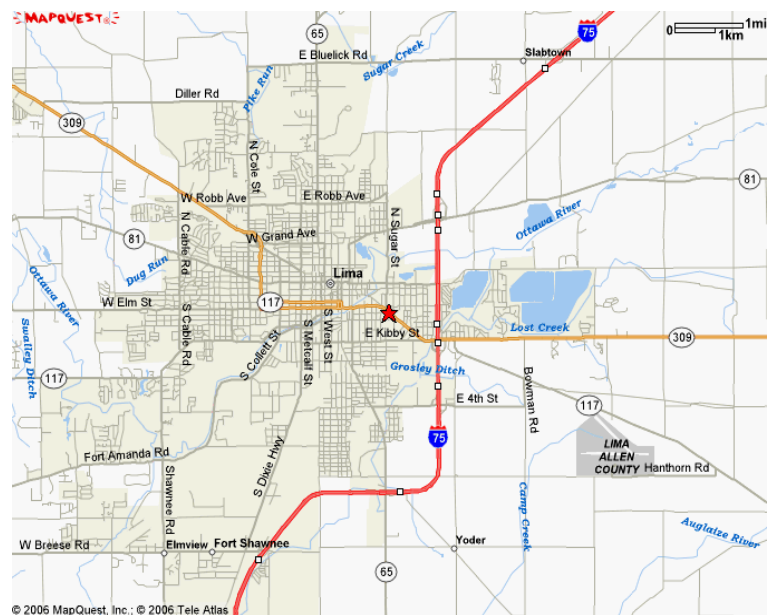 MAPQUEST
75
1mi
0
1km
65
E Bluelick Rd
Slabtown
Sugar Creek
Pike Run
Diller Rd
309
N Cole St
W Robb Ave
E Robb Ave
81
N Cable Rd
N Sugar St
Ottawa River
81
W Grand Ave
Dug Run
Lima
Ottawa River
W Elm St
117
S Cable Rd
S West St
S Metcalf St
E Kibby St
Lost Creek
309
Swalley Ditch
S Collett St
Grosley Ditch
117
Bowman Rd
E 4th St
117
75
LIMA
ALLEN
COUNTY
Hanthorn Rd
Fort Amanda Rd
S Dixie Hwy
Shawnee Rd
Camp Creek
Auglaize River
W Breese Rd
Elmview
Fort Shawnee
Yoder
65
© 2006 MapQuest, Inc.; © 2006 Tele Atlas